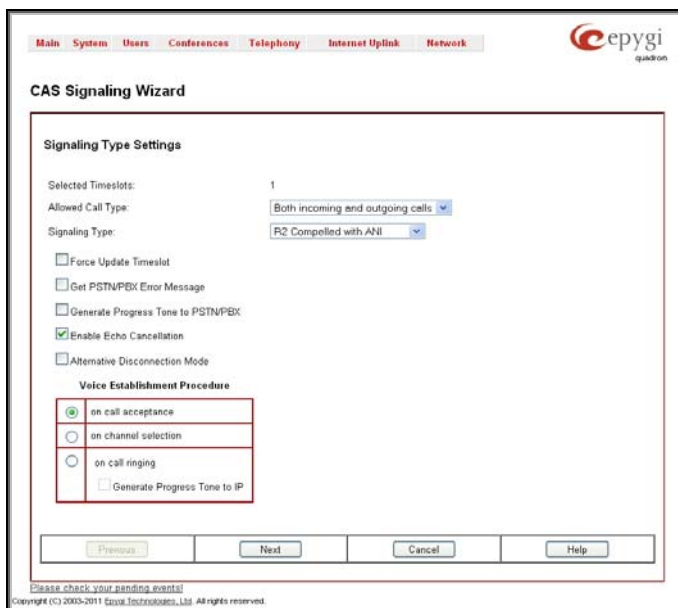 Main System Users Conferences Telephony Internet Uplink Network
epygi
quadron
CAS Signaling Wizard
Signaling Type Settings
Selected Timeslots: 1
Allowed Call Type: Both incoming and outgoing calls
Signaling Type: R2 Compelled with ANI
Force Update Timeslot
Get PSTN/PBX Error Message
Generate Progress Tone to PSTN/PBX
Enable Echo Cancellation
Alternative Disconnection Mode
Voice Establishment Procedure
on call acceptance
on channel selection
on call ringing
Generate Progress Tone to IP
Previous Next Cancel Help
Please check your pending events!
Copyright (C) 2003-2011 Epygi Technologies, Ltd. All rights reserved.